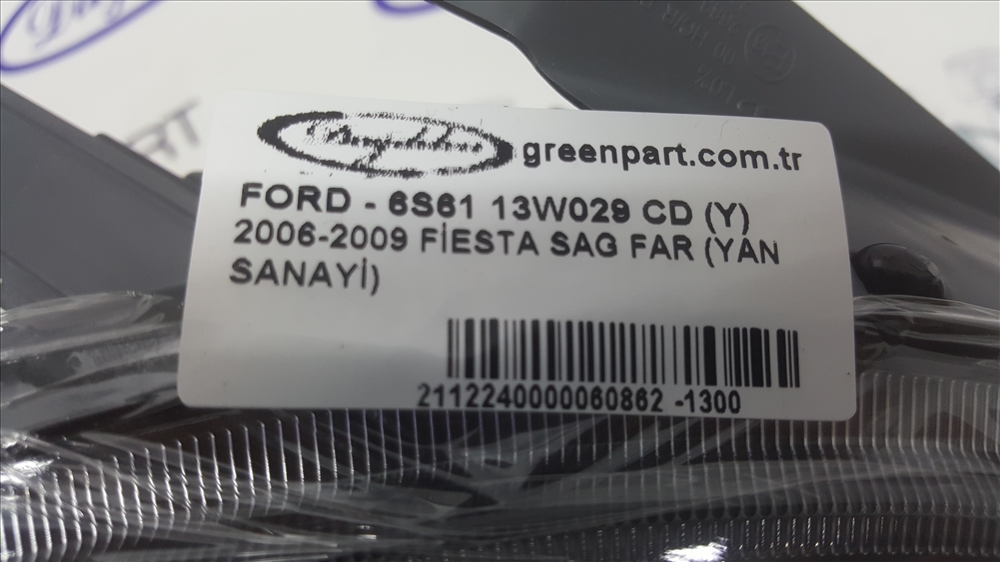 greenpart.com.tr
FORD - 6S61 13W029 CD (Y)
2006-2009 FİESTA SAG FAR (YAN
SANAYİ)
2112240000060862 -1300